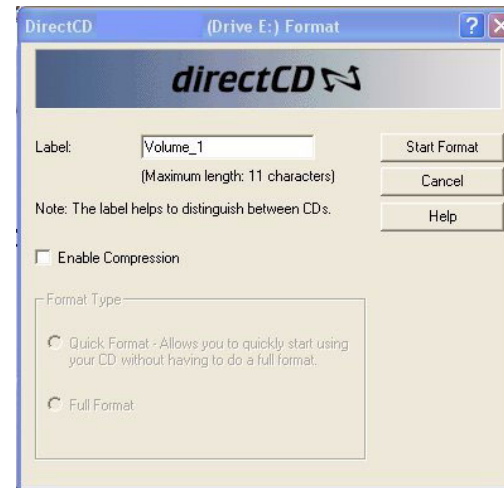 DirectCD (Drive E:) Format
directCD
Label: Volume_1 Start Format
(Maximum length: 11 characters) Cancel
Note: The label helps to distinguish between CDs. Help
Enable Compression
Format Type
Quick Format - Allows you to quickly start using
your CD without having to do a full format.
Full Format